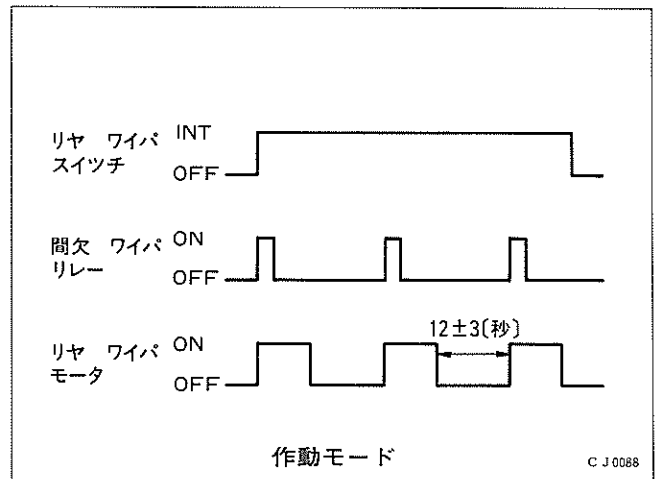 リヤ ワイパ INT
スイッチ
OFF
間欠 ワイパ ON
リレー OFF
12±3〔秒〕
リヤ ワイパ ON
モータ OFF
作動モード
C J 0088